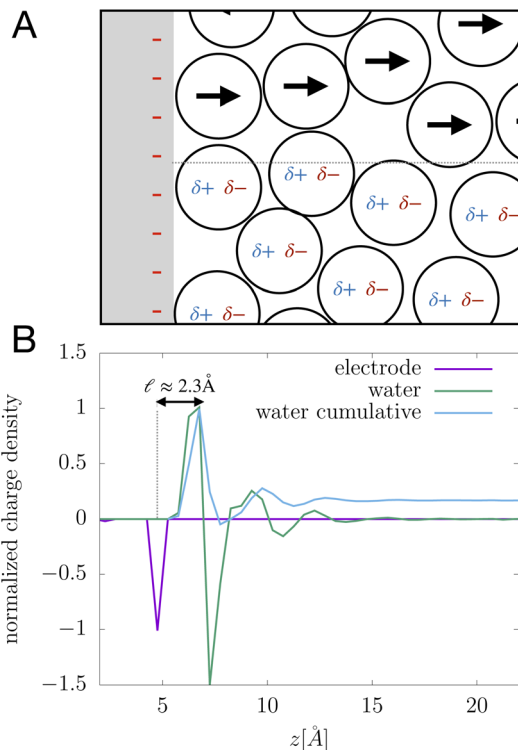 A
δ+ δ−
δ+ δ−
δ+ δ−
δ+ δ−
δ+ δ−
δ+ δ−
δ+ δ−
δ+ δ−
B
1.5
1
0.5
0
−0.5
−1
−1.5
normalized charge density
ℓ ≈ 2.3Å
electrode
water
water cumulative
5
10
15
20
z[Å]